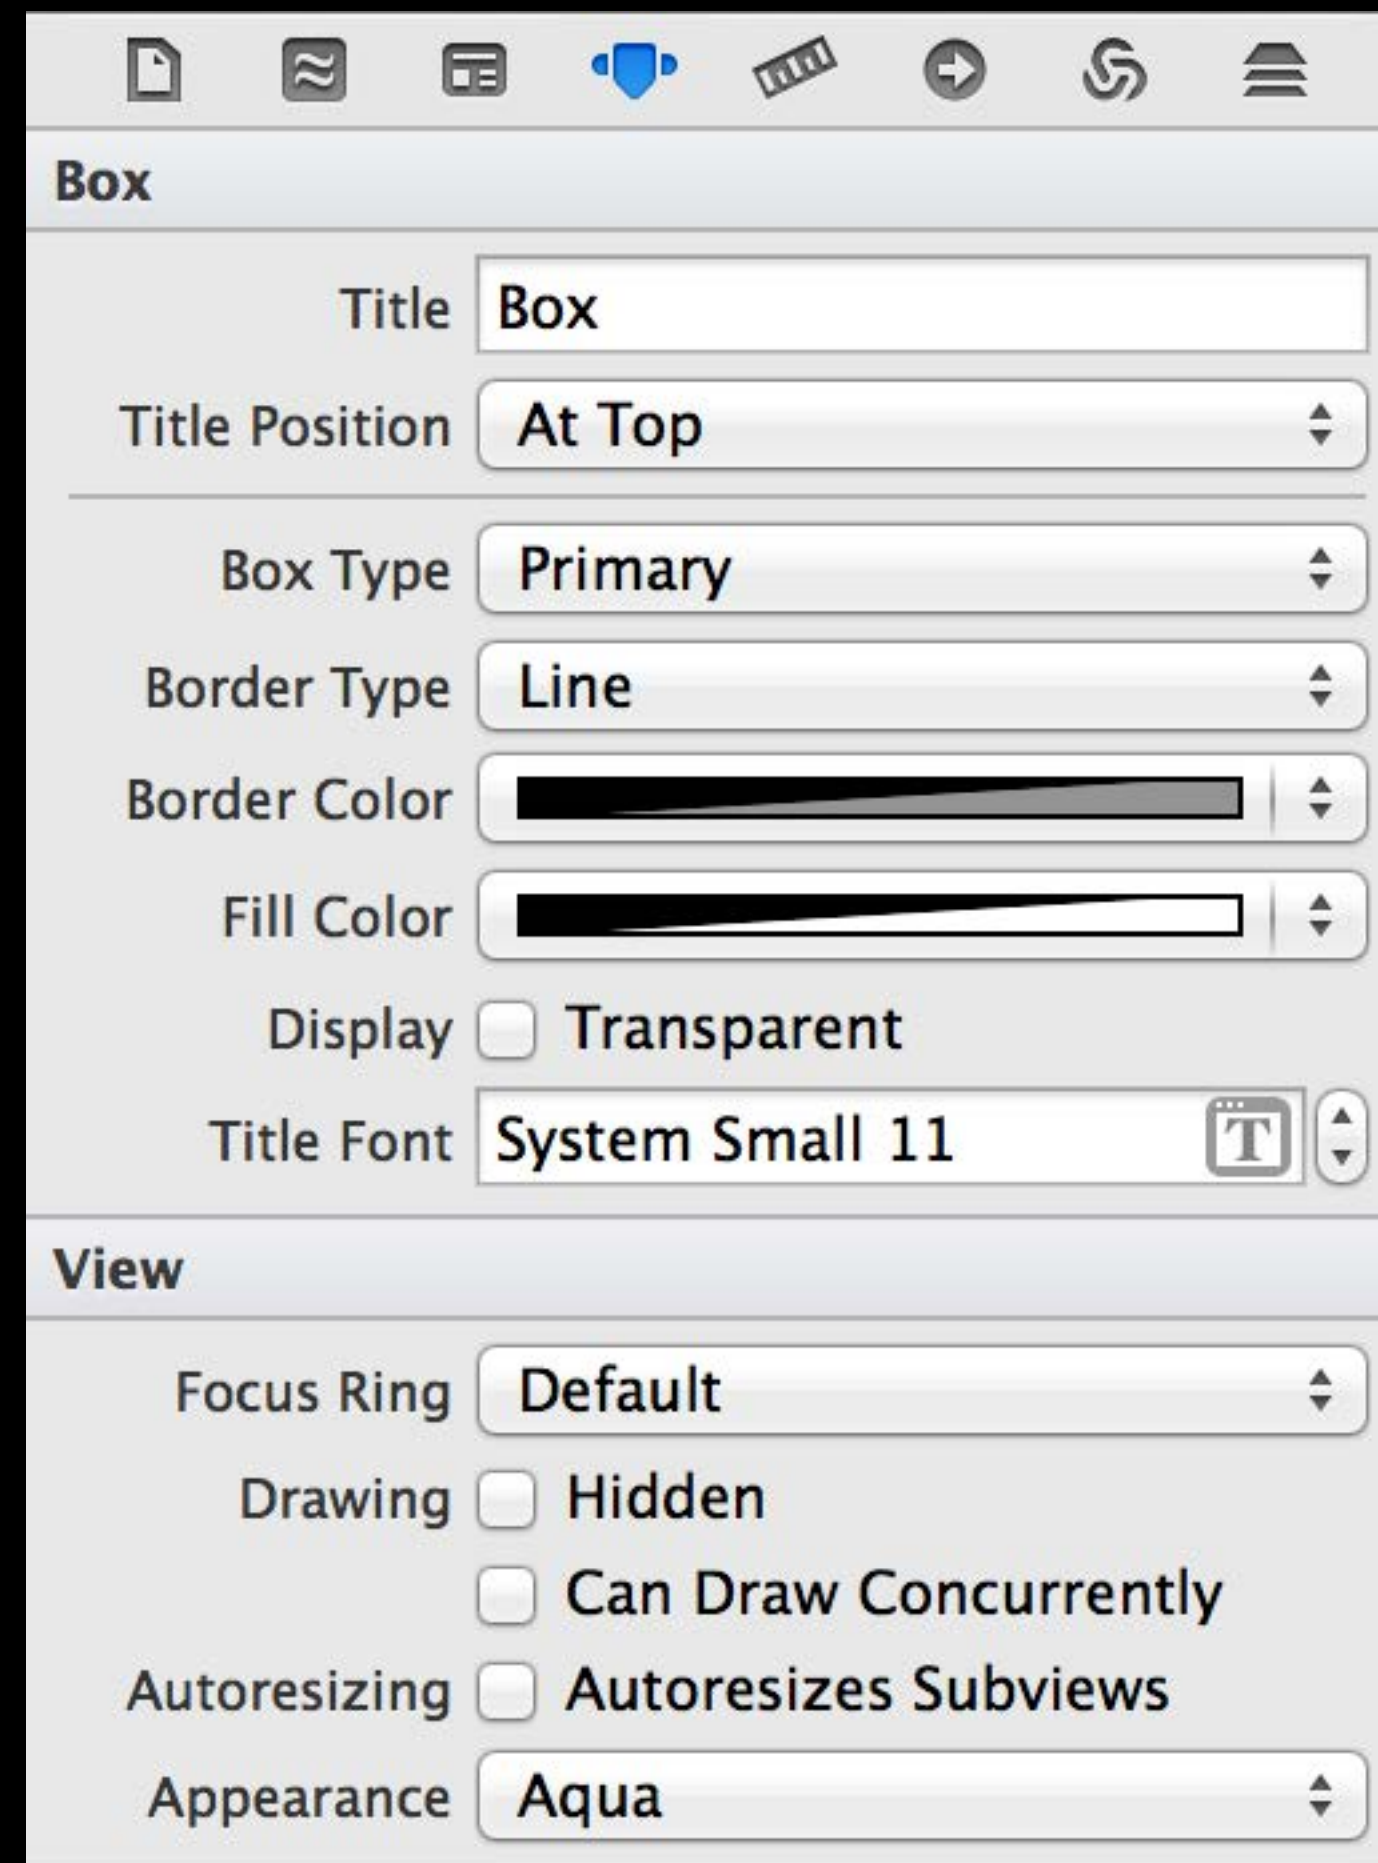 Box
Title Box
Title Position At Top
Box Type Primary
Border Type Line
Border Color
Fill Color
Display Transparent
Title Font System Small 11 T
View
Focus Ring Default
Drawing Hidden
Can Draw Concurrently
Autoresizing Autoresizes Subviews
Appearance Aqua